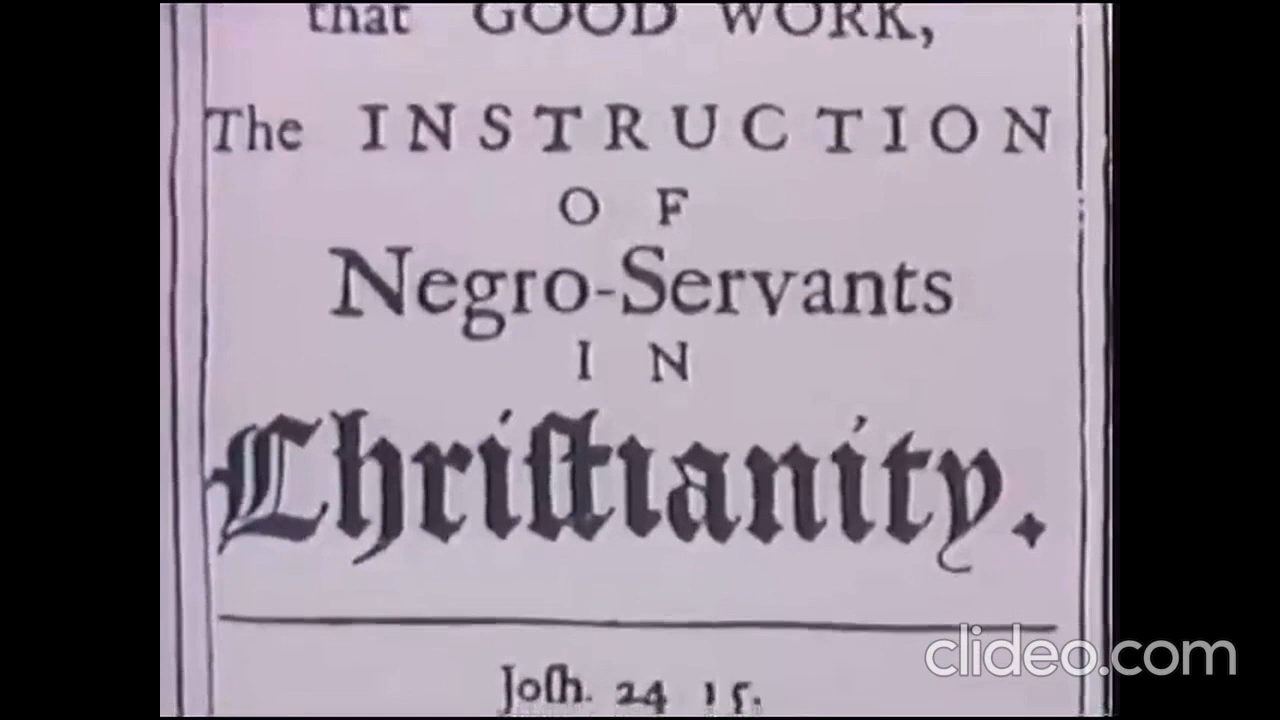 that GOOD WORK,
The INSTRUCTION
OF
Negro-Servants
IN
Chriſtianity.
Joſh. 24 15.
clideo.com